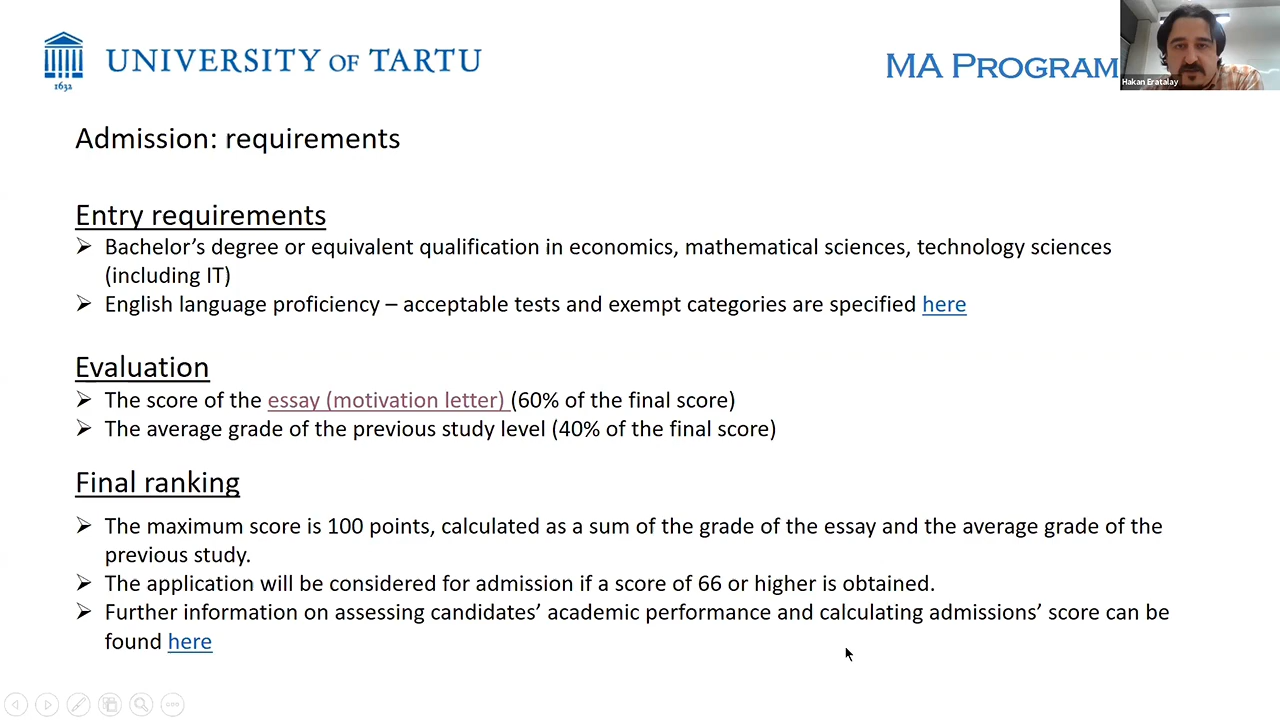 UNIVERSITY OF TARTU
1632
MA PROGRAM
Hakan Eratalay
Admission: requirements
Entry requirements
Bachelor’s degree or equivalent qualification in economics, mathematical sciences, technology sciences
(including IT)
English language proficiency – acceptable tests and exempt categories are specified here
Evaluation
The score of the essay (motivation letter) (60% of the final score)
The average grade of the previous study level (40% of the final score)
Final ranking
The maximum score is 100 points, calculated as a sum of the grade of the essay and the average grade of the
previous study.
The application will be considered for admission if a score of 66 or higher is obtained.
Further information on assessing candidates’ academic performance and calculating admissions’ score can be
found here